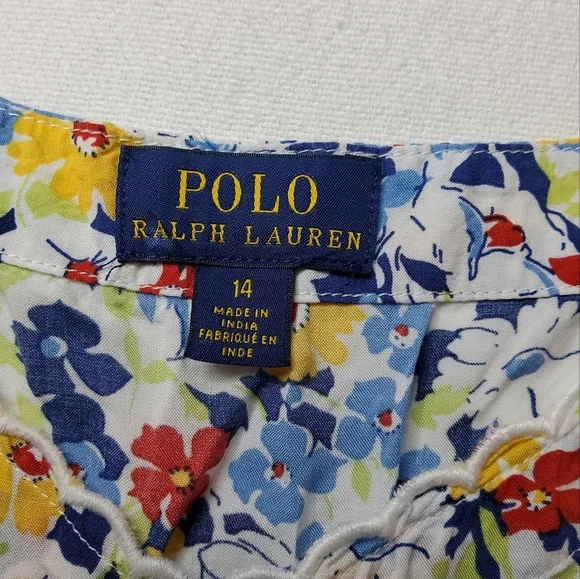 POLO
RALPH LAUREN
14
MADE IN
INDIA
FABRIQUÉ EN
INDE